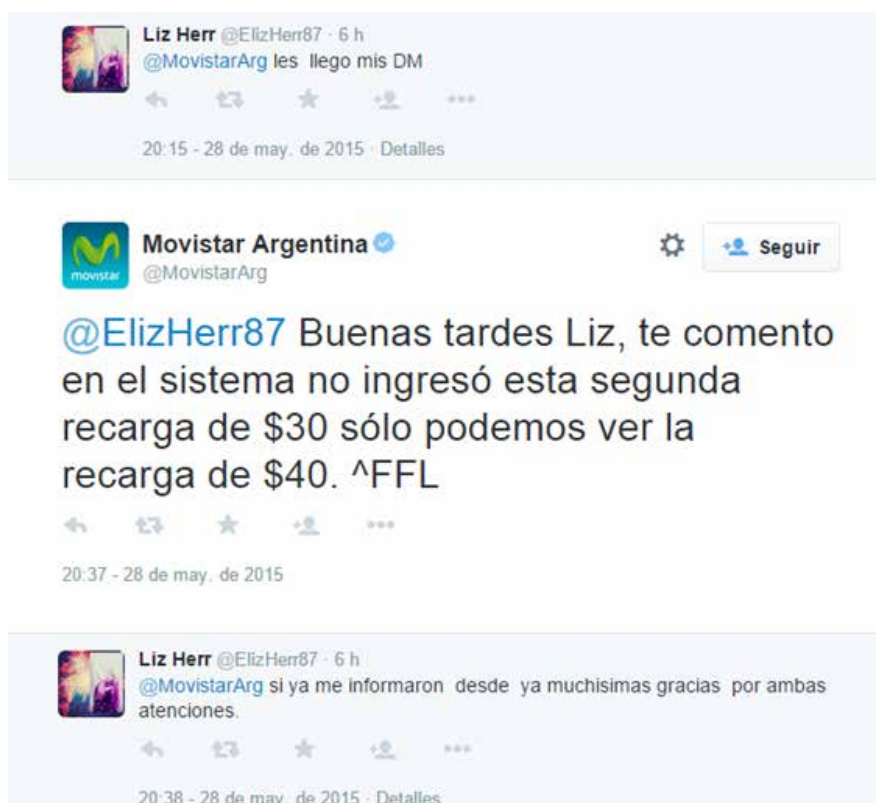 Liz Herr @ElizHerr87 · 6 h
@MovistarArg les llego mis DM
20:15 - 28 de may. de 2015 · Detalles
movistar
Movistar Argentina
@MovistarArg
Seguir
@ElizHerr87 Buenas tardes Liz, te comento
en el sistema no ingresó esta segunda
recarga de $30 sólo podemos ver la
recarga de $40. ^FFL
20:37 - 28 de may. de 2015
Liz Herr @ElizHerr87 · 6 h
@MovistarArg si ya me informaron desde ya muchisimas gracias por ambas
atenciones.
20:38 - 28 de may. de 2015 · Detalles